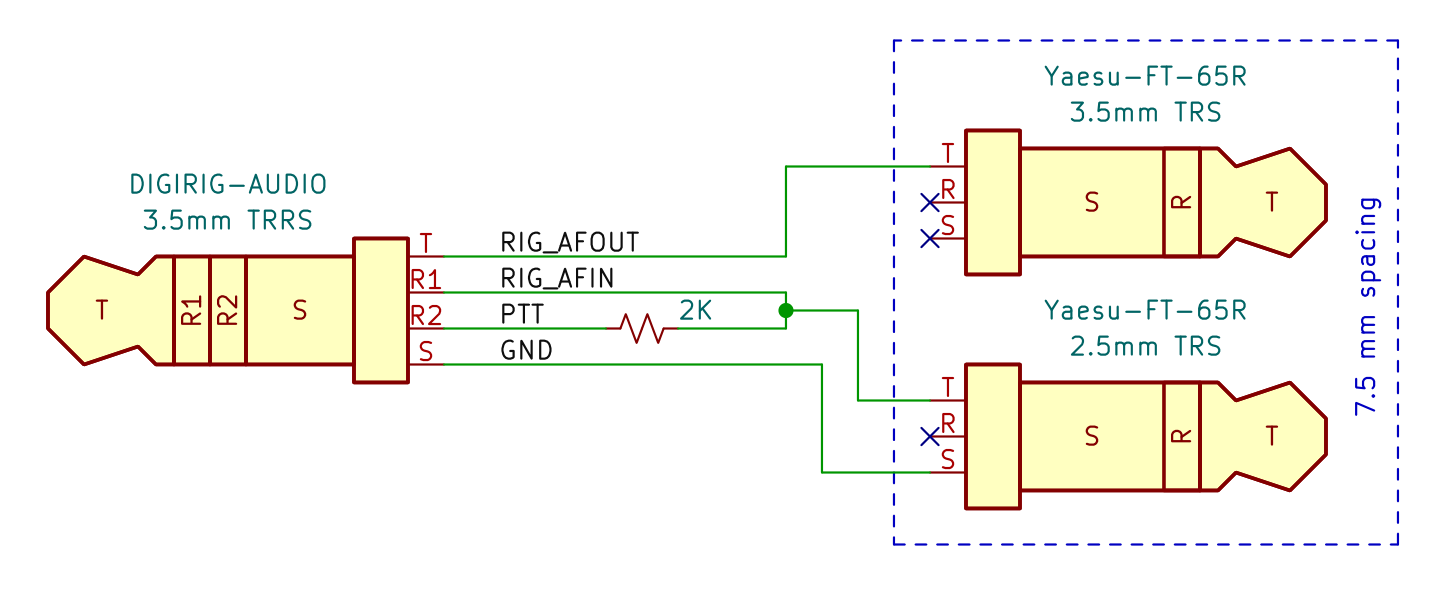 DIGIRIG-AUDIO
3.5mm TRRS
T
R1
R2
S
T
R1
R2
S
RIG_AFOUT
RIG_AFIN
PTT
2K
GND
Yaesu-FT-65R
3.5mm TRS
T
R
S
S
R
T
Yaesu-FT-65R
2.5mm TRS
T
R
S
S
R
T
7.5 mm spacing